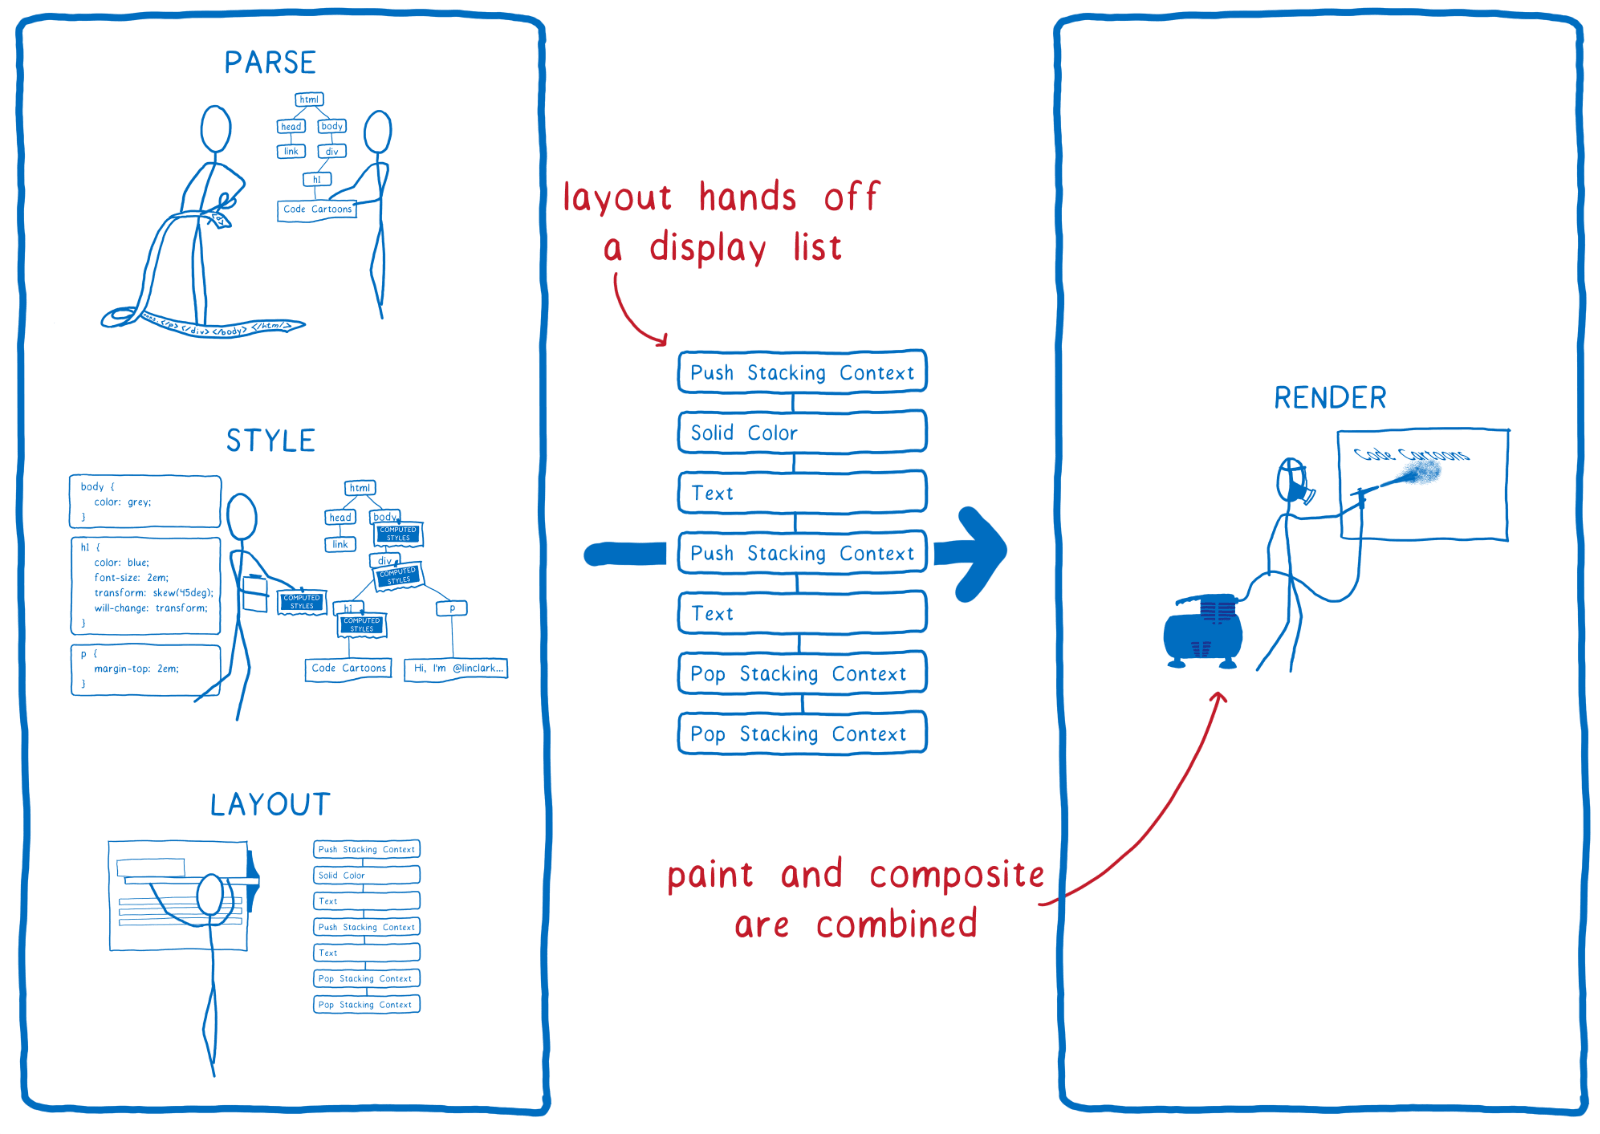 PARSE
html
head
body
link
div
h1
Code Cartoons
</p></div></body></html>
STYLE
body {
color: grey;
}
h1 {
color: blue;
font-size: 2em;
transform: skew(45deg);
will-change: transform;
}
p {
margin-top: 2em;
}
COMPUTED
STYLES
html
head
body
COMPUTED
STYLES
link
div
COMPUTED
STYLES
h1
COMPUTED
STYLES
p
Code Cartoons
Hi, I'm @linclark...
LAYOUT
Push Stacking Context
Solid Color
Text
Push Stacking Context
Text
Pop Stacking Context
Pop Stacking Context
layout hands off
a display list
Push Stacking Context
Solid Color
Text
Push Stacking Context
Text
Pop Stacking Context
Pop Stacking Context
RENDER
Code Cartoons
paint and composite
are combined